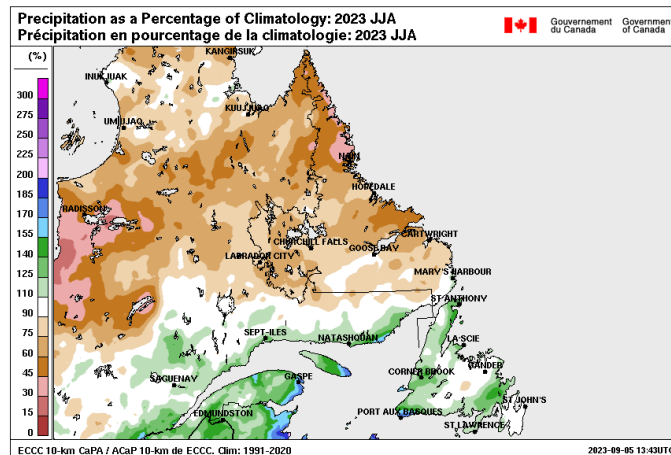 Precipitation as a Percentage of Climatology: 2023 JJA
Précipitation en pourcentage de la climatologie: 2023 JJA
Gouvernement du Canada
Government of Canada
(%)
300
275
250
225
200
185
170
155
140
125
110
90
75
60
45
30
15
0
KANGIRSUK
INUKJUAK
KUUJJUAQ
UMIUJAQ
NAIN
HOPEDALE
RADISSON
CARTWRIGHT
CHURCHILL FALLS
GOOSE BAY
LABRADOR CITY
MARY'S HARBOUR
ST ANTHONY
SEPT-ILES
NATASHQUAN
LA SCIE
GANDER
CORNER BROOK
SAGUENAY
GASPE
ST JOHN'S
EDMUNDSTON
PORT AUX BASQUES
ST LAWRENCE
ECCC 10-km CaPA / ACaP 10-km de ECCC. Clim: 1991-2020
2023-09-05 13:43UTC